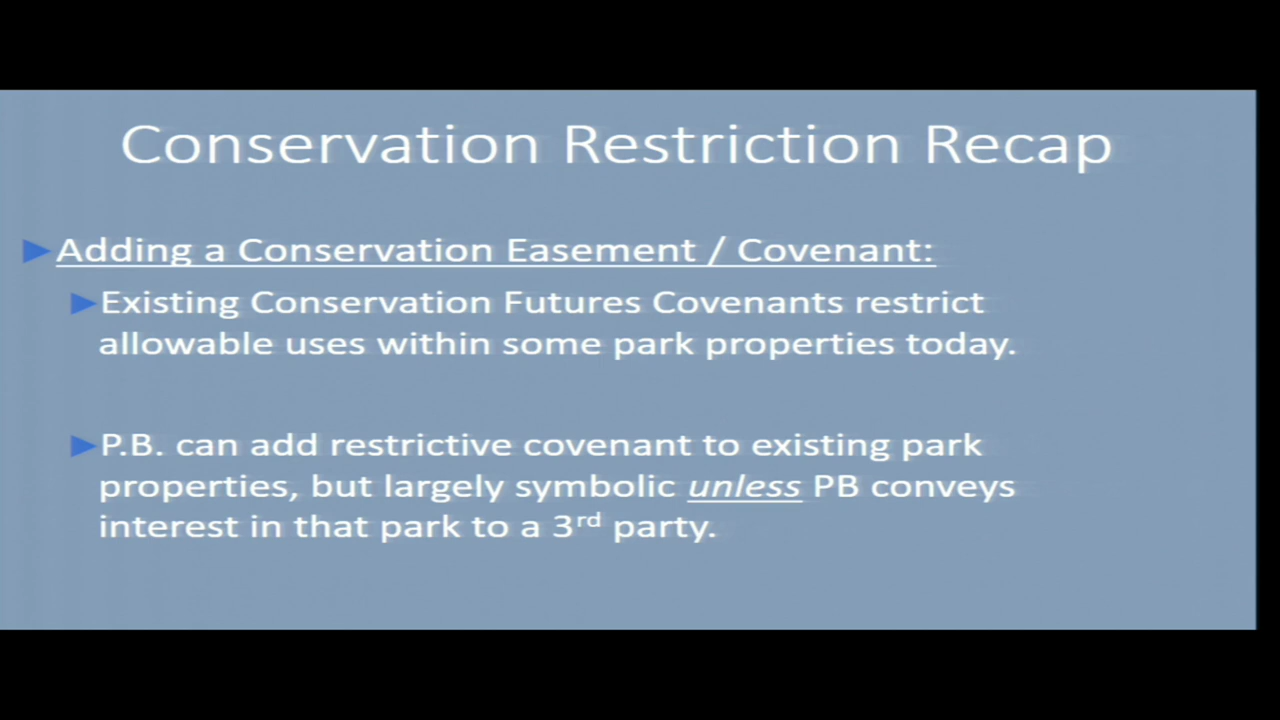 Conservation Restriction Recap
Adding a Conservation Easement / Covenant:
Existing Conservation Futures Covenants restrict
allowable uses within some park properties today.
P.B. can add restrictive covenant to existing park
properties, but largely symbolic unless PB conveys
interest in that park to a 3rd party.